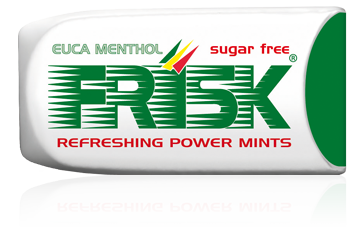 EUCA MENTHOL sugar free
FRISK®
REFRESHING POWER MINTS